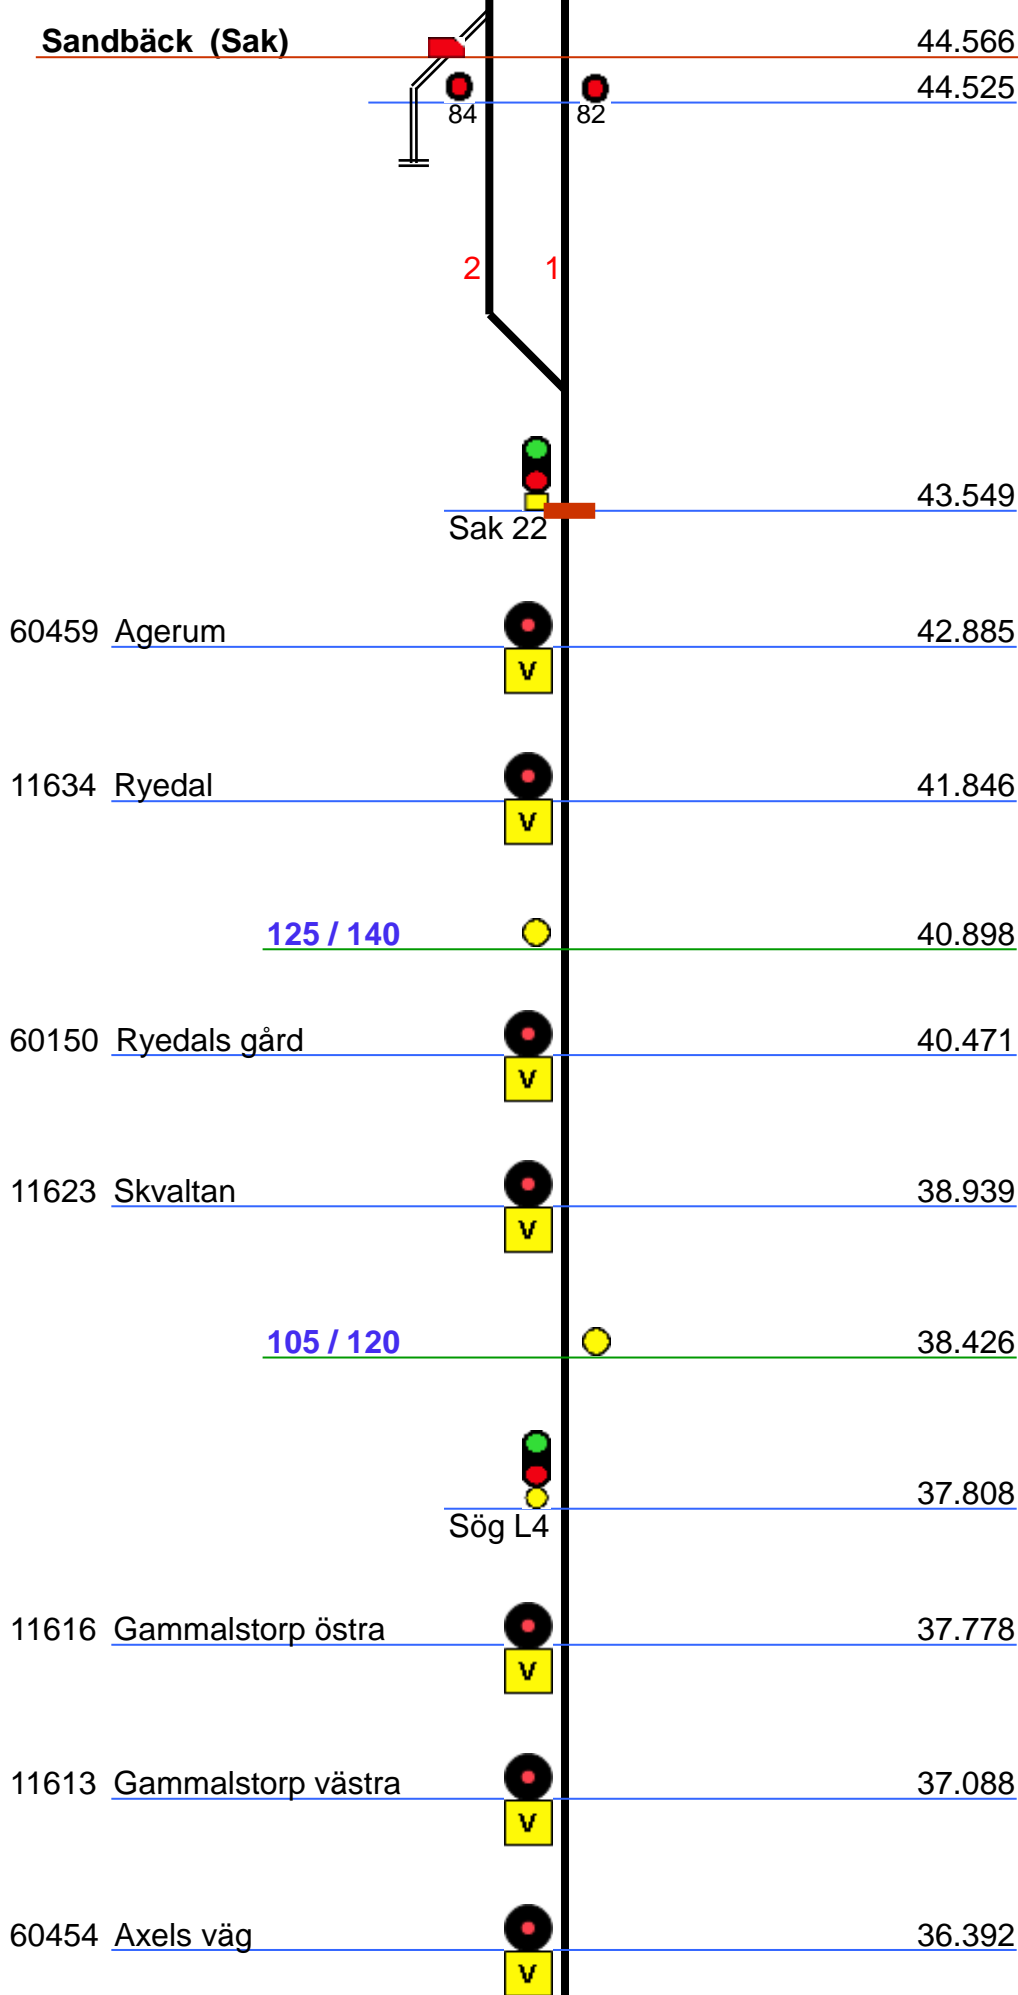 Sandbäck (Sak) 44.566
44.525
84 82
2 1
43.549
Sak 22
60459 Agerum 42.885
V
11634 Ryedal 41.846
V
125 / 140 40.898
60150 Ryedals gård 40.471
V
11623 Skvaltan 38.939
V
105 / 120 38.426
37.808
Sög L4
11616 Gammalstorp östra 37.778
V
11613 Gammalstorp västra 37.088
V
60454 Axels väg 36.392
V